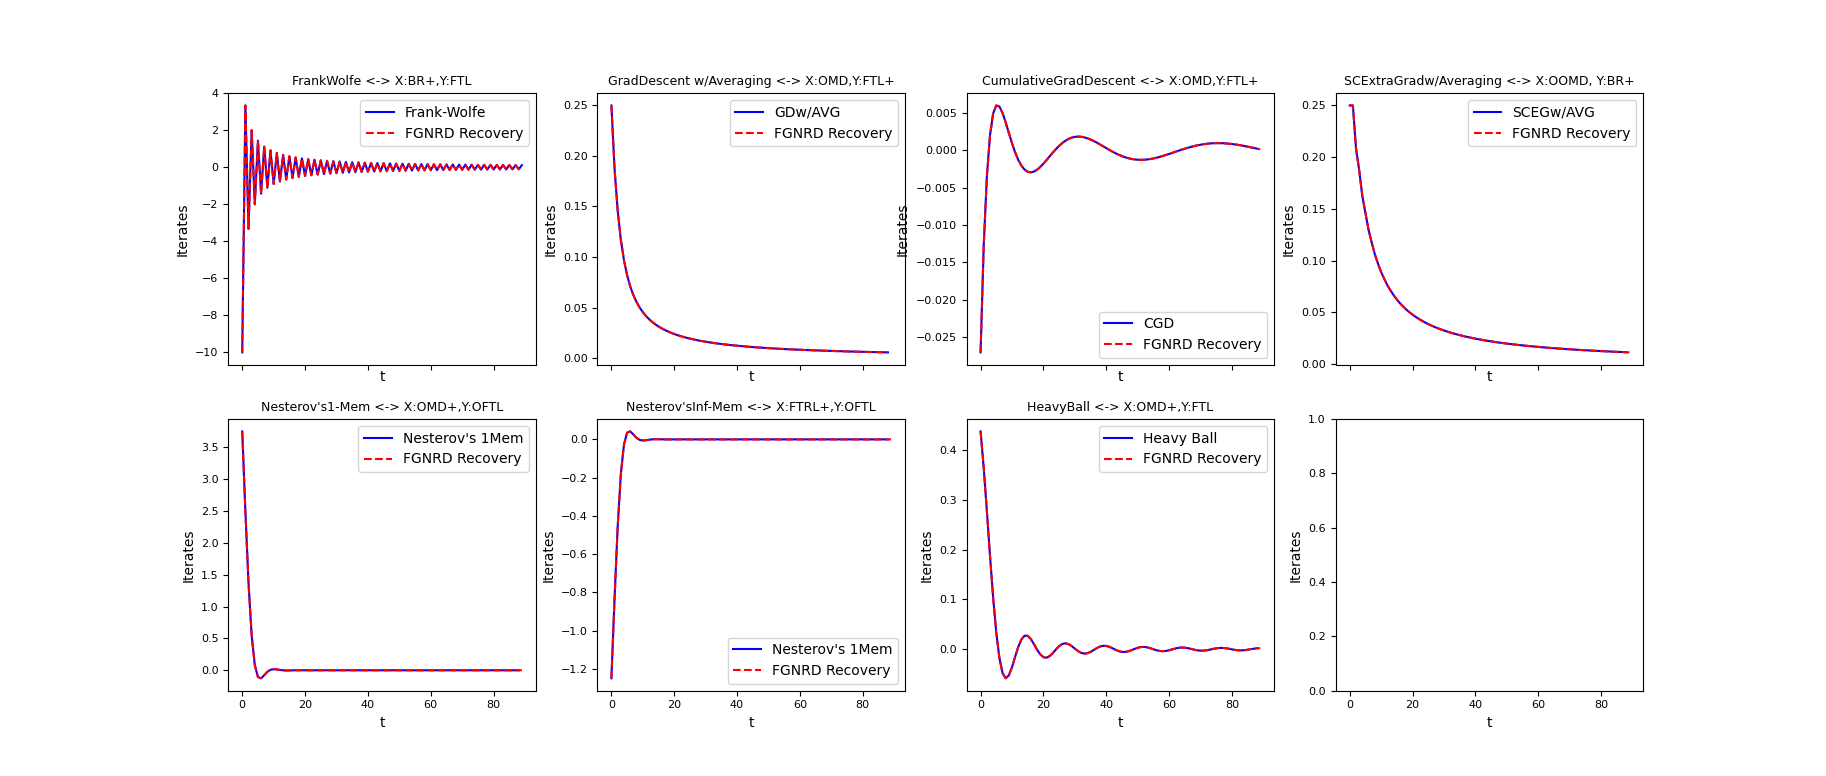 FrankWolfe <-> X:BR+,Y:FTL
4
2
0
−2
−4
−6
−8
−10
Iterates
t
Frank-Wolfe
FGNRD Recovery
GradDescent w/Averaging <-> X:OMD,Y:FTL+
0.25
0.20
0.15
0.10
0.05
0.00
Iterates
t
GDw/AVG
FGNRD Recovery
CumulativeGradDescent <-> X:OMD,Y:FTL+
0.005
0.000
−0.005
−0.010
−0.015
−0.020
−0.025
Iterates
t
CGD
FGNRD Recovery
SCExtraGradw/Averaging <-> X:OOMD, Y:BR+
0.25
0.20
0.15
0.10
0.05
0.00
Iterates
t
SCEGw/AVG
FGNRD Recovery
Nesterov's1-Mem <-> X:OMD+,Y:OFTL
3.5
3.0
2.5
2.0
1.5
1.0
0.5
0.0
Iterates
0 20 40 60 80
t
Nesterov's 1Mem
FGNRD Recovery
Nesterov'sInf-Mem <-> X:FTRL+,Y:OFTL
0.0
−0.2
−0.4
−0.6
−0.8
−1.0
−1.2
Iterates
0 20 40 60 80
t
Nesterov's 1Mem
FGNRD Recovery
HeavyBall <-> X:OMD+,Y:FTL
0.4
0.3
0.2
0.1
0.0
Iterates
0 20 40 60 80
t
Heavy Ball
FGNRD Recovery
1.0
0.8
0.6
0.4
0.2
0.0
Iterates
0 20 40 60 80
t